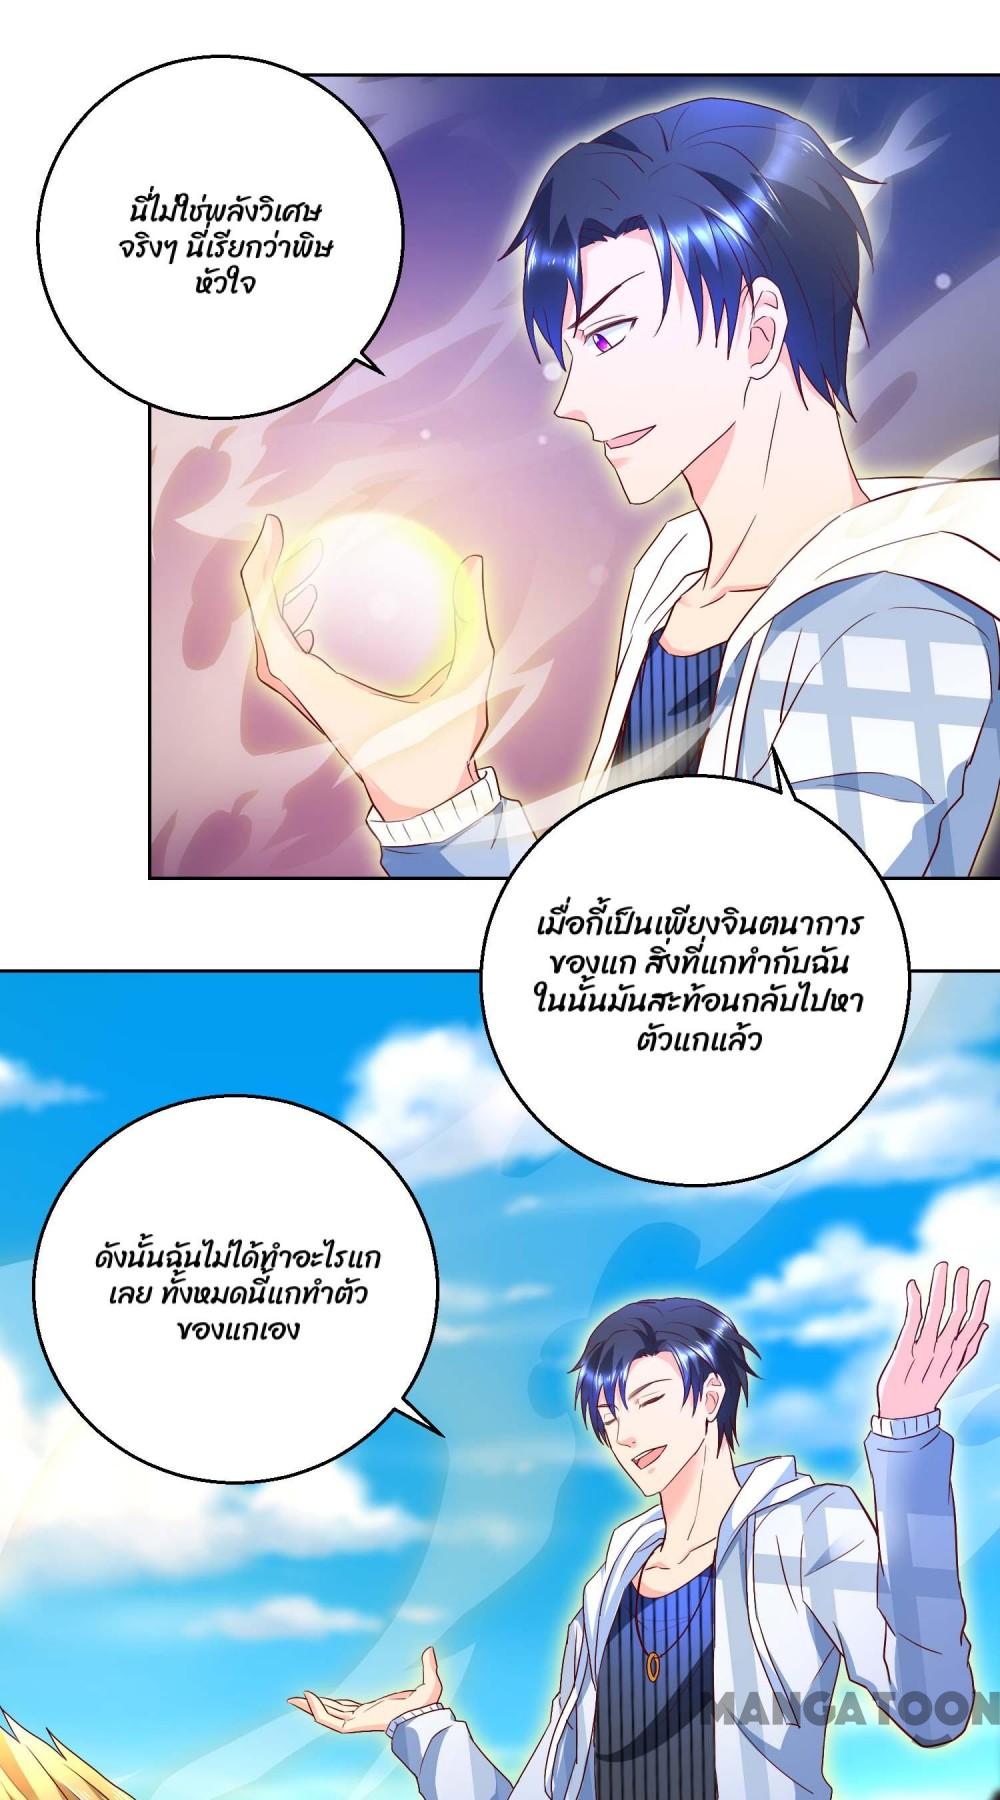 นี่ไม่ใช่พลังวิเศษ
จริงๆ นี่เรียกว่าพิษ
หัวใจ
เมื่อกี้เป็นเพียงจินตนาการ
ของแก สิ่งที่แกทำกับฉัน
ในนั้นมันสะท้อนกลับไปหา
ตัวแกแล้ว
ดังนั้นฉันไม่ได้ทำอะไรแก
เลย ทั้งหมดนี้แกทำตัว
ของแกเอง
MANGATOON